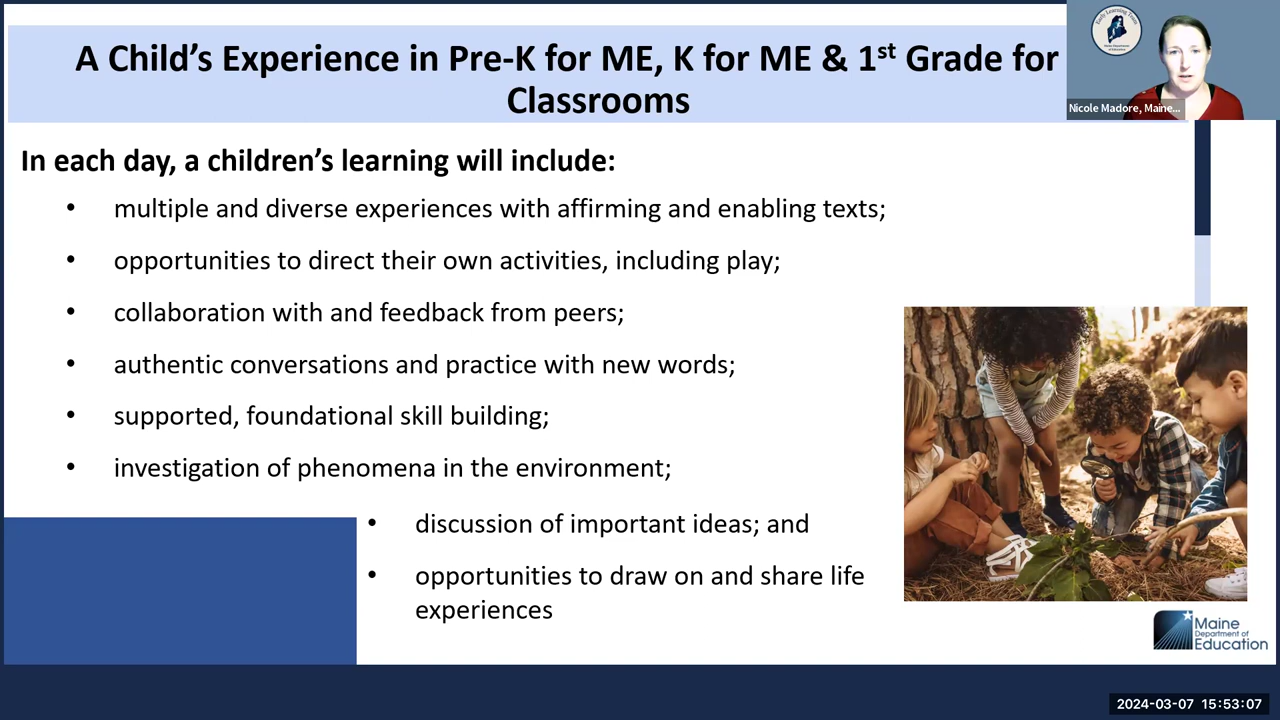 A Child's Experience in Pre-K for ME, K for ME & 1st Grade for
Classrooms
Nicole Madore, Maine...
In each day, a children's learning will include:
• multiple and diverse experiences with affirming and enabling texts;
• opportunities to direct their own activities, including play;
• collaboration with and feedback from peers;
• authentic conversations and practice with new words;
• supported, foundational skill building;
• investigation of phenomena in the environment;
• discussion of important ideas; and
• opportunities to draw on and share life
experiences
Early Learning Team
Maine
Department of
Education
2024-03-07 15:53:07